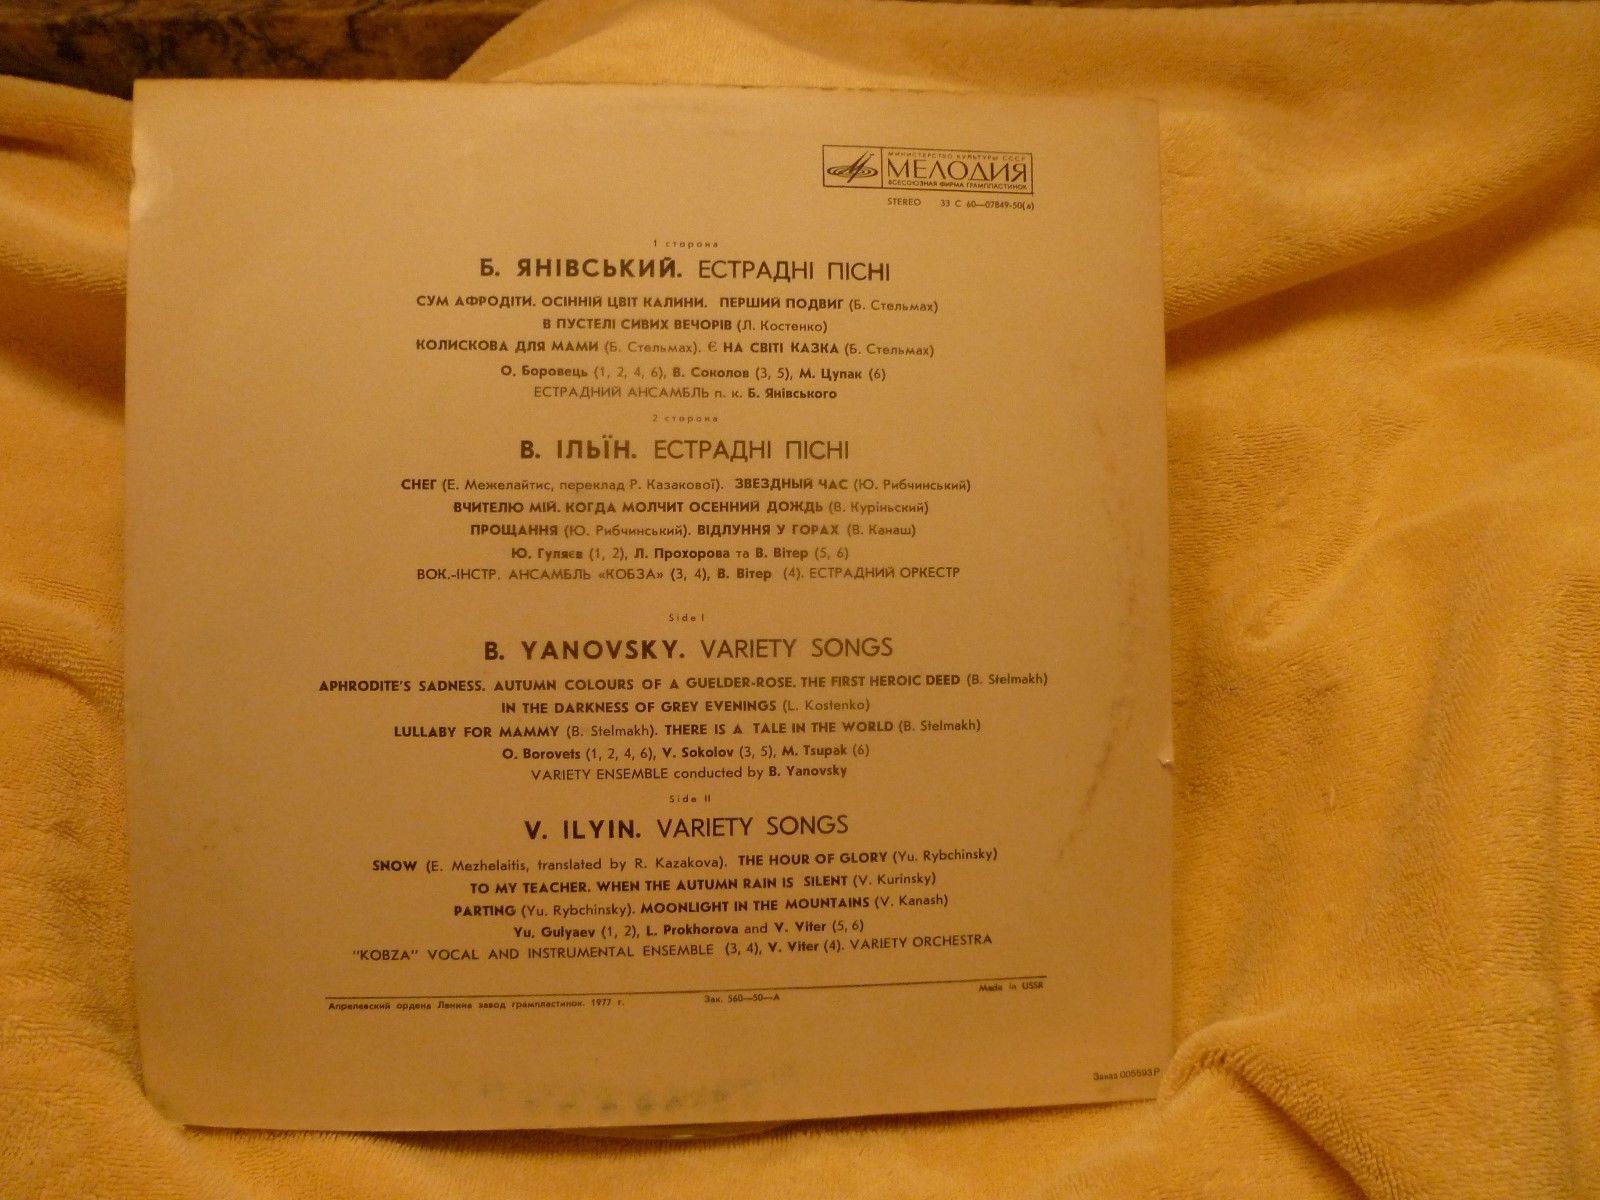 МИНИСТЕРСТВО КУЛЬТУРЫ СССР
МЕЛОДИЯ
ВСЕСОЮЗНАЯ ФИРМА ГРАМПЛАСТИНОК
STEREO 33 С 60—07849-50(а)
1 сторона
Б. ЯНІВСЬКИЙ. ЕСТРАДНІ ПІСНІ
СУМ АФРОДІТИ. ОСІННІЙ ЦВІТ КАЛИНИ. ПЕРШИЙ ПОДВИГ (Б. Стельмах)
В ПУСТЕЛІ СИВИХ ВЕЧОРІВ (Л. Костенко)
КОЛИСКОВА ДЛЯ МАМИ (Б. Стельмах). Є НА СВІТІ КАЗКА (Б. Стельмах)
О. Боровець (1, 2, 4, 6), В. Соколов (3, 5), М. Цупак (6)
ЕСТРАДНИЙ АНСАМБЛЬ п. к. Б. Янівського
2 сторона
В. ІЛЬЇН. ЕСТРАДНІ ПІСНІ
СНЕГ (Е. Межелайтис, переклад Р. Казакової). ЗВЕЗДНЫЙ ЧАС (Ю. Рибчинський)
ВЧИТЕЛЮ МІЙ. КОГДА МОЛЧИТ ОСЕННИЙ ДОЖДЬ (В. Куріньский)
ПРОЩАННЯ (Ю. Рибчинський). ВІДЛУННЯ У ГОРАХ (В. Канаш)
Ю. Гуляєв (1, 2), Л. Прохорова та В. Вітер (5, 6)
ВОК.-ІНСТР. АНСАМБЛЬ «КОБЗА» (3, 4), В. Вітер (4). ЕСТРАДНИЙ ОРКЕСТР
Side I
B. YANOVSKY. VARIETY SONGS
APHRODITE'S SADNESS. AUTUMN COLOURS OF A GUELDER-ROSE. THE FIRST HEROIC DEED (B. Stelmakh)
IN THE DARKNESS OF GREY EVENINGS (L. Kostenko)
LULLABY FOR MAMMY (B. Stelmakh). THERE IS A TALE IN THE WORLD (B. Stelmakh)
O. Borovets (1, 2, 4, 6), V. Sokolov (3, 5), M. Tsupak (6)
VARIETY ENSEMBLE conducted by B. Yanovsky
Side II
V. ILYIN. VARIETY SONGS
SNOW (E. Mezhelaitis, translated by R. Kazakova). THE HOUR OF GLORY (Yu. Rybchinsky)
TO MY TEACHER. WHEN THE AUTUMN RAIN IS SILENT (V. Kurinsky)
PARTING (Yu. Rybchinsky). MOONLIGHT IN THE MOUNTAINS (V. Kanash)
Yu. Gulyaev (1, 2), L. Prokhorova and V. Viter (5, 6)
"KOBZA" VOCAL AND INSTRUMENTAL ENSEMBLE (3, 4), V. Viter (4). VARIETY ORCHESTRA
Апрелевский ордена Ленина завод грампластинок. 1977 г. Зак. 560—50—А Made in USSR
Заказ 005593Р